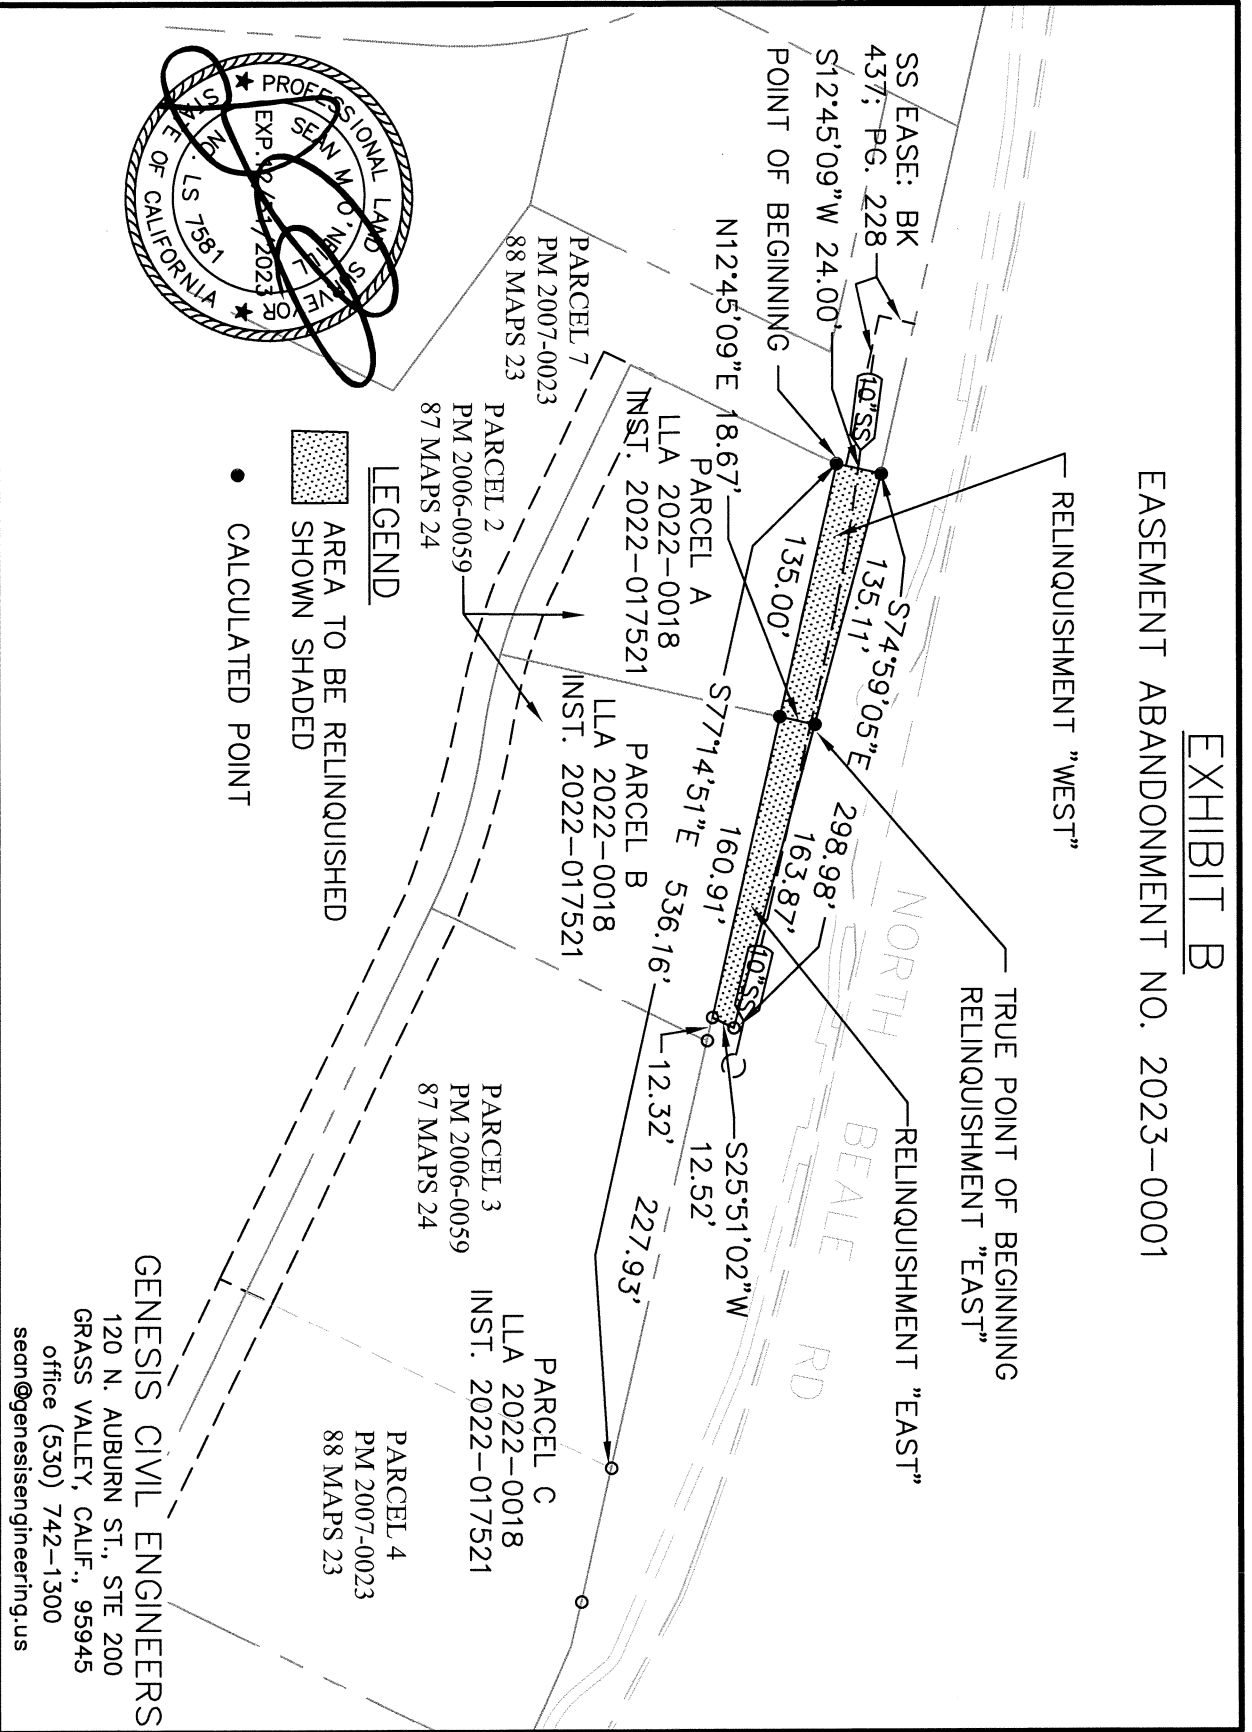 EXHIBIT B
EASEMENT ABANDONMENT NO. 2023-0001
SS EASE: BK
437; PG. 228
S12°45'09"W 24.00'
POINT OF BEGINNING
N12°45'09"E 18.67'
RELINQUISHMENT "WEST"
TRUE POINT OF BEGINNING
RELINQUISHMENT "EAST"
RELINQUISHMENT "EAST"
10"SS
S74°59'05"E
135.11'
298.98'
163.87'
10"SS
135.00'
S77°14'51"E 536.16'
160.91'
12.32'
S25°51'02"W
12.52'
227.93'
NORTH BEALE RD
PARCEL A
LLA 2022-0018
INST. 2022-017521
PARCEL B
LLA 2022-0018
INST. 2022-017521
PARCEL C
LLA 2022-0018
INST. 2022-017521
PARCEL 7
PM 2007-0023
88 MAPS 23
PARCEL 2
PM 2006-0059
87 MAPS 24
PARCEL 3
PM 2006-0059
87 MAPS 24
PARCEL 4
PM 2007-0023
88 MAPS 23
LEGEND
AREA TO BE RELINQUISHED
SHOWN SHADED
CALCULATED POINT
PROFESSIONAL LAND SURVEYOR
SEAN M. O'NEILL
EXP. 12/31/2023
NO. LS 7581
STATE OF CALIFORNIA
GENESIS CIVIL ENGINEERS
120 N. AUBURN ST., STE 200
GRASS VALLEY, CALIF., 95945
office (530) 742-1300
sean@genesisengineering.us